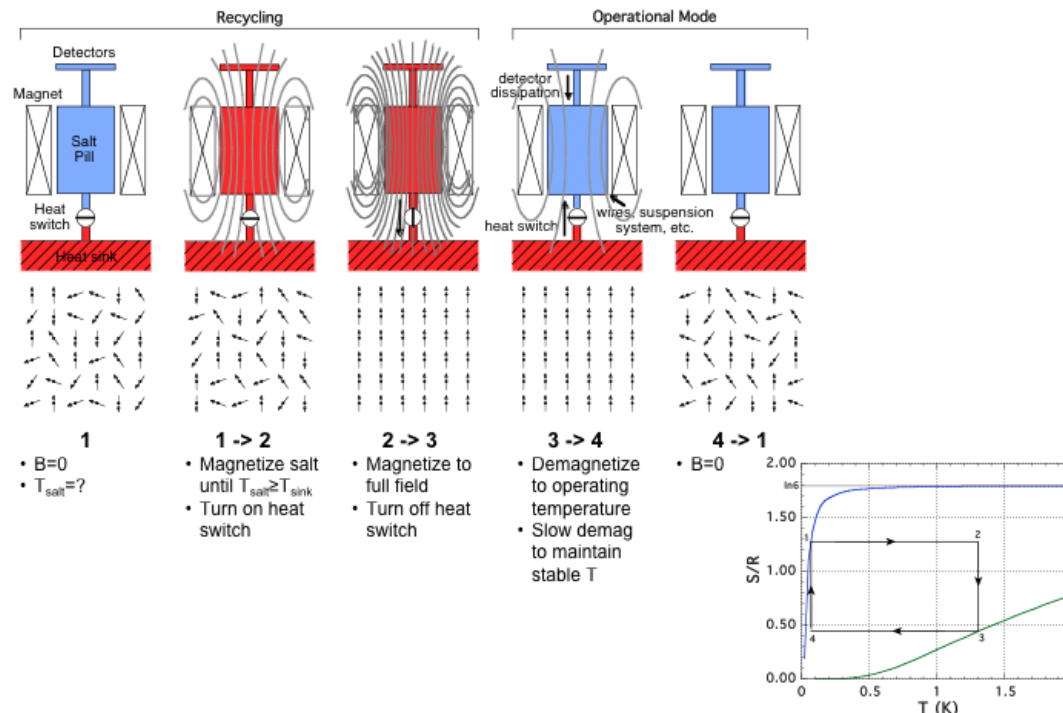 Recycling
Operational Mode
Detectors
Magnet
Salt
Pill
Heat
switch
Heat sink
detector
dissipation
heat switch
wires, suspension
system, etc.
1
• B=0
• Tsalt=?
1 -> 2
• Magnetize salt
until Tsalt≥Tsink
• Turn on heat
switch
2 -> 3
• Magnetize to
full field
• Turn off heat
switch
3 -> 4
• Demagnetize
to operating
temperature
• Slow demag
to maintain
stable T
4 -> 1
• B=0
2.00
ln6
1.50
1.00
0.50
0.00
S/R
1
2
3
4
0
0.5
1
1.5
T (K)